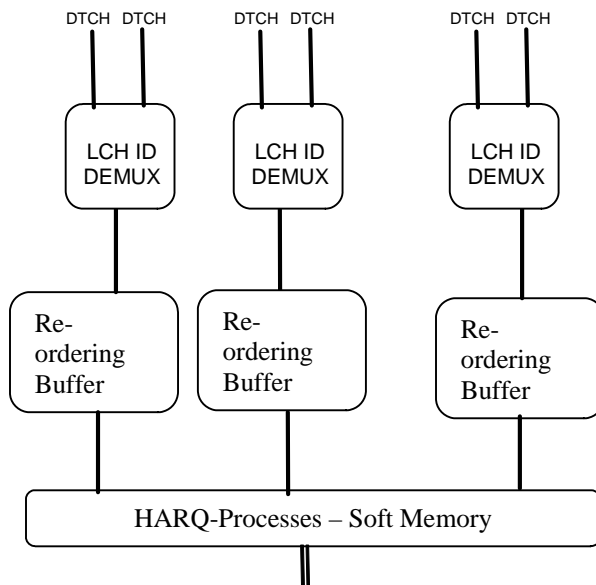 DTCH DTCH DTCH DTCH DTCH DTCH
LCH ID
DEMUX
LCH ID
DEMUX
LCH ID
DEMUX
Re-
ordering
Buffer
Re-
ordering
Buffer
Re-
ordering
Buffer
HARQ-Processes – Soft Memory